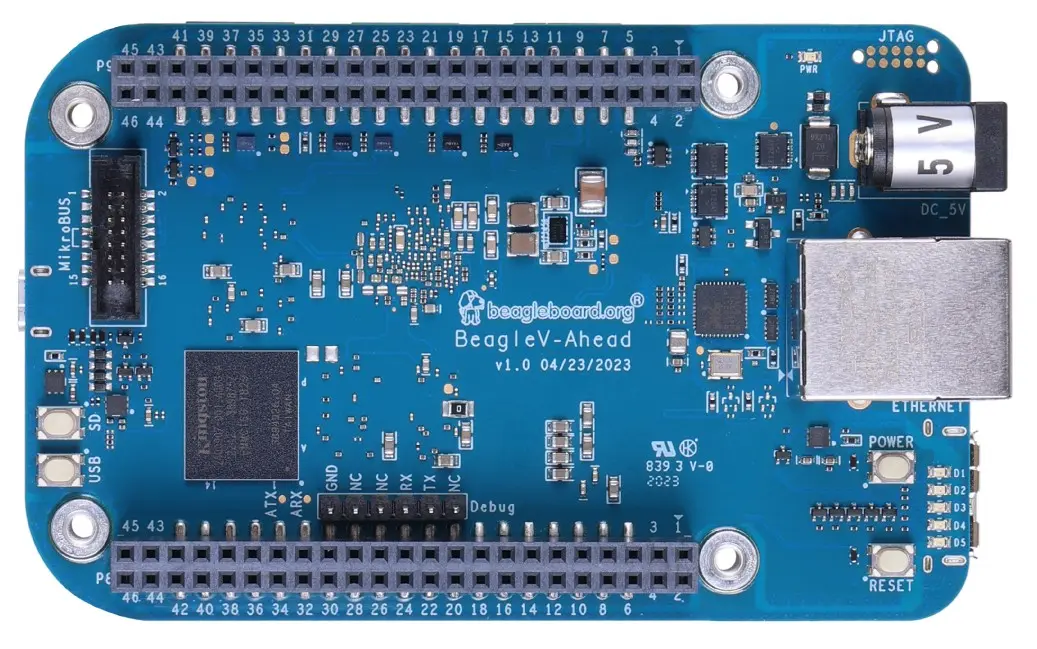 41 39 37 35 33 31 29 27 25 23 21 19 17 15 13 11 9 7 5
45 43 3 1
P9
46 44 4 2
JTAG
PWR
5 V
DC_5V
MikroBUS
1 2
15 16
beagleboard.org®
BeagleV-Ahead
v1.0 04/23/2023
ETHERNET
Kingston
SD
USB
14
P
A
1
0
ATX
ARX
GND
NC
NC
RX
TX
NC
Debug
839 3 V-0
2023
POWER
D1
D2
D3
D4
D5
RESET
45 43 3 1
P8
46 44 4 2
42 40 38 36 34 32 30 28 26 24 22 20 18 16 14 12 10 8 6